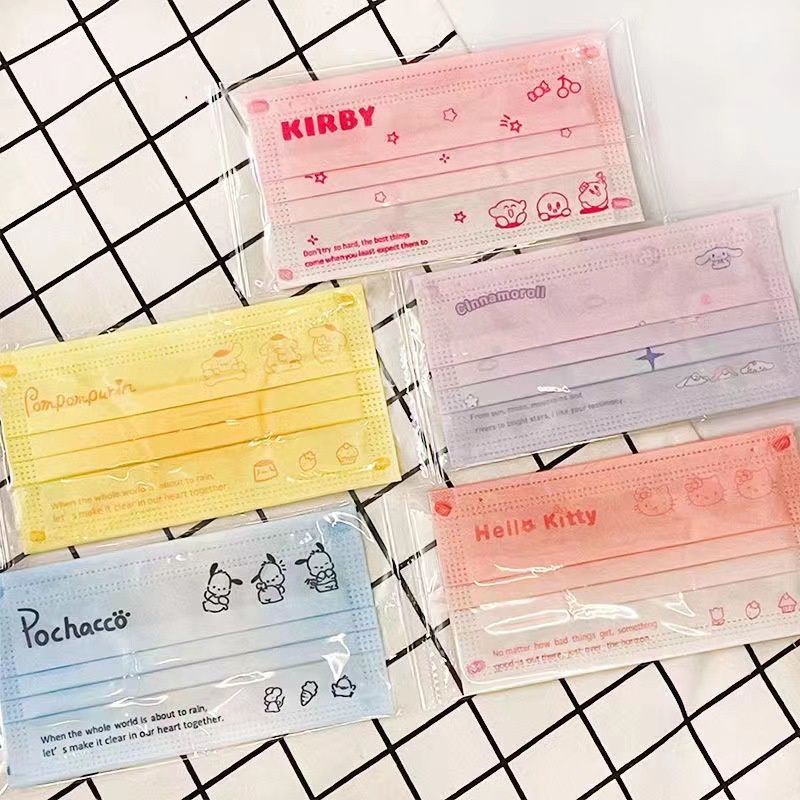 KIRBY
Don't try to hard, the best things
come when you least expect them to
Cinnamoroll
From sun, moon, mountains and
rivers to bright stars, i like your testimony.
Pompompurin
When the whole world is about to rain,
let's make it clear in our heart together.
Hello Kitty
No matter how bad things get, something
good is out there, just over the horizon
Pochacco
When the whole world is about to rain,
let's make it clear in our heart together.